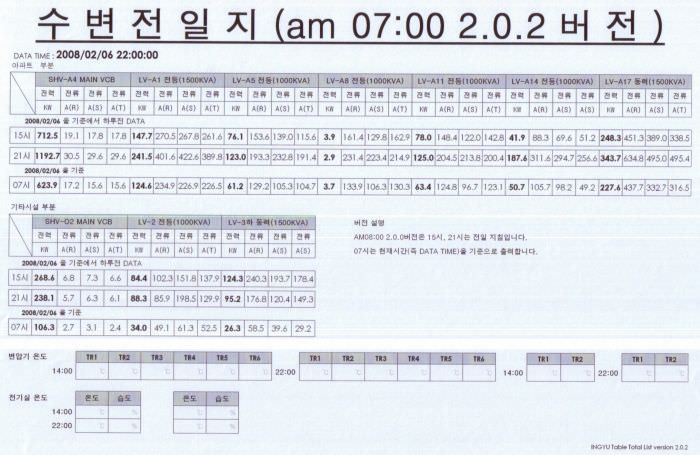 수 변 전 일 지 (am 07:00 2.0.2 버 전 )
DATA TIME : 2008/02/06 22:00:00
아파트 부분
SHV-A4 MAIN VCB LV-A1 전등(1000KVA) LV-A5 전등(1000KVA) LV-A8 전등(1000KVA) LV-A11 전등(1000KVA) LV-A14 전등(1000KVA) LV-A17 동력(1500KVA)
전력 전류 전류 전류 전력 전류 전류 전류 전력 전류 전류 전류 전력 전류 전류 전류 전력 전류 전류 전류 전력 전류 전류 전류 전력 전류 전류 전류
KW A(R) A(S) A(T) KW A(R) A(S) A(T) KW A(R) A(S) A(T) KW A(R) A(S) A(T) KW A(R) A(S) A(T) KW A(R) A(S) A(T) KW A(R) A(S) A(T)
2008/02/06 을 기준에서 하루전 DATA
15시 712.5 19.1 17.8 17.8 147.7 270.5 267.8 261.6 76.1 153.6 139.0 115.6 3.9 161.4 129.8 162.9 78.0 148.4 122.0 142.8 41.9 88.3 69.6 51.2 248.3 451.3 389.0 338.5
21시 1192.7 30.5 29.6 29.6 241.5 401.6 422.6 389.8 123.0 193.3 232.8 191.4 2.9 231.4 223.4 214.9 125.0 204.5 213.8 200.4 187.6 311.6 294.7 256.6 343.7 634.8 495.0 495.4
2008/02/06 을 기준
07시 623.9 17.2 15.6 15.6 124.6 234.9 226.9 226.5 61.2 129.2 105.3 104.7 3.7 133.9 106.3 130.3 63.4 124.8 96.7 123.1 50.7 105.7 98.2 49.2 227.6 437.7 332.7 316.5
기타시설 부분
SHV-O2 MAIN VCB LV-2 전등(1000KVA) LV-3하 동력(1500KVA)
전력 전류 전류 전류 전력 전류 전류 전류 전력 전류 전류 전류
KW A(R) A(S) A(T) KW A(R) A(S) A(T) KW A(R) A(S) A(T)
2008/02/06 을 기준에서 하루전 DATA
15시 268.6 6.8 7.3 6.6 84.4 102.3 151.8 137.9 124.3 240.3 193.7 178.4
21시 238.1 5.7 6.3 6.1 88.3 85.9 198.5 129.9 95.2 176.8 120.4 149.3
2008/02/06 을 기준
07시 106.3 2.7 3.1 2.4 34.0 49.1 61.3 52.5 26.3 58.5 39.6 29.2
버전 설명
AM08:00 2.0.0버전은 15시, 21시는 전일 지침입니다.
07시는 현재시간(즉 DATA TIME)을 기준으로 출력합니다.
변압기 온도 TR1 TR2 TR3 TR4 TR5 TR6 TR1 TR2 TR3 TR4 TR5 TR6 TR1 TR2 TR1 TR2
14:00 ℃ ℃ ℃ ℃ ℃ ℃ 22:00 ℃ ℃ ℃ ℃ ℃ ℃ 14:00 ℃ ℃ 22:00 ℃ ℃
전기실 온도 온도 습도 온도 습도
14:00 ℃ % ℃ %
22:00 ℃ % ℃ %
INGYU Table Total List version 2.0.2